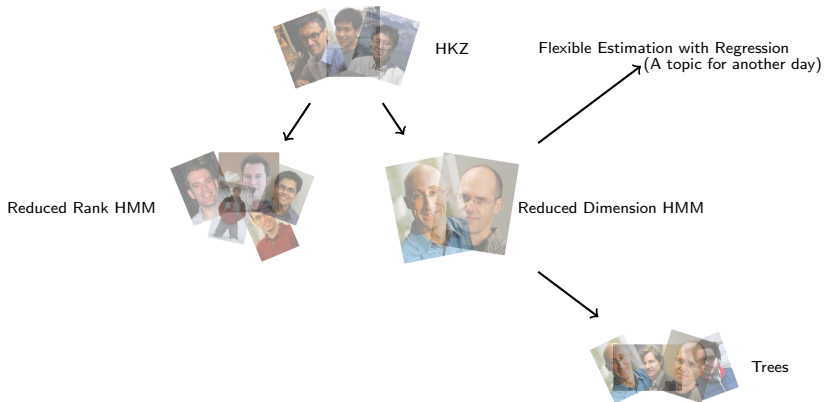 HKZ
Flexible Estimation with Regression
(A topic for another day)
Reduced Rank HMM
Reduced Dimension HMM
Trees